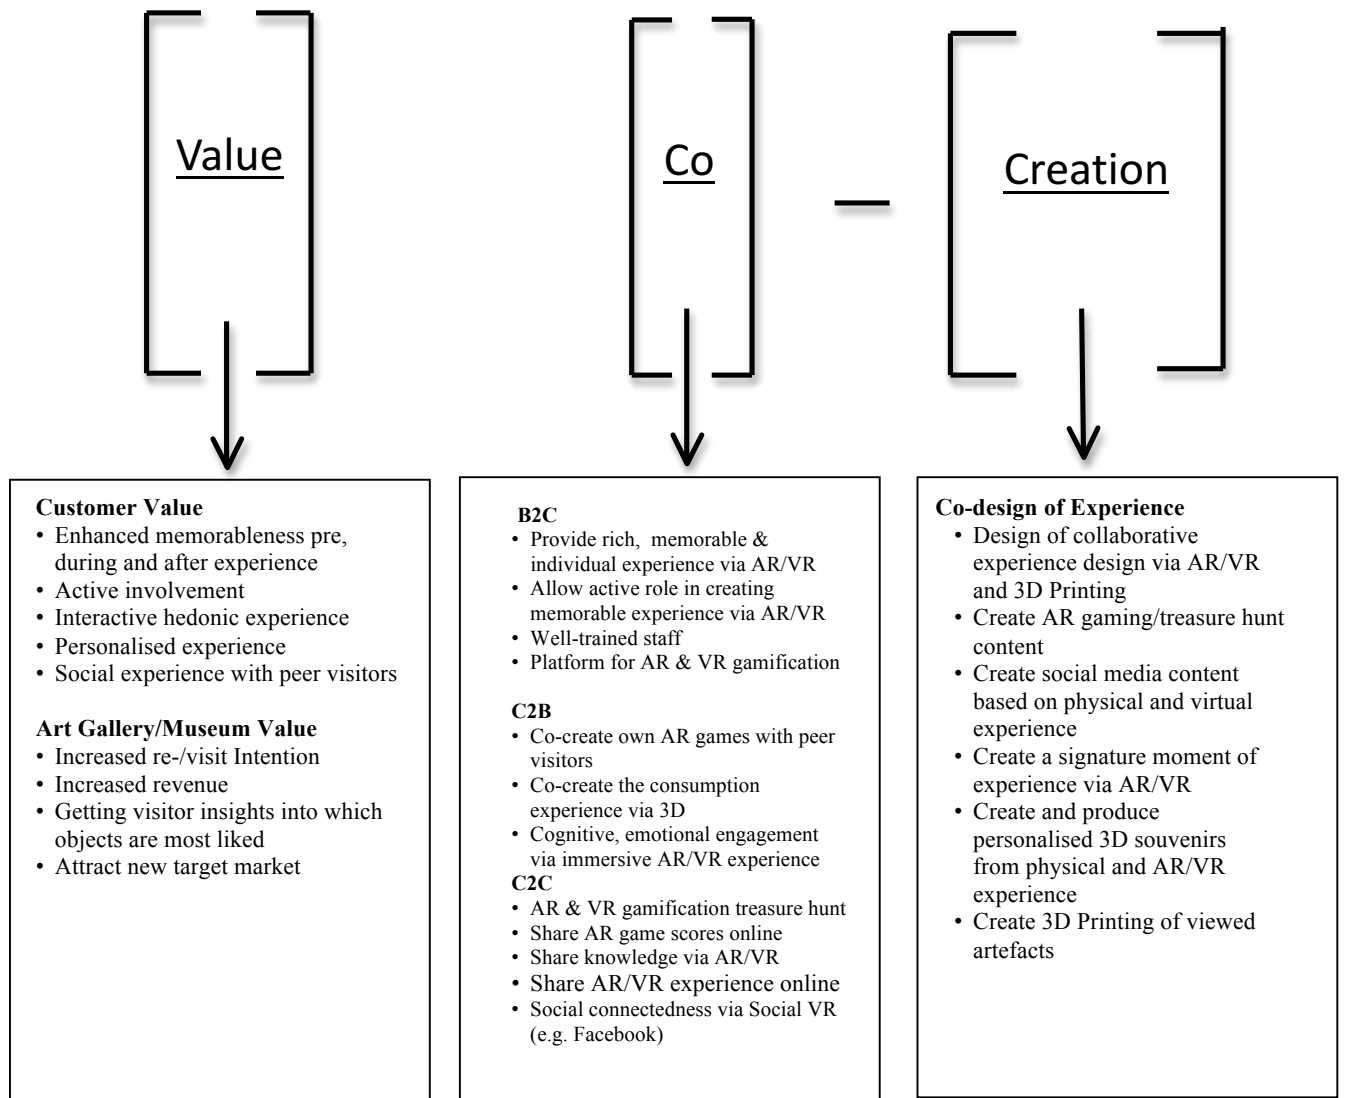 Value
Co
–
Creation
Customer Value
• Enhanced memorableness pre,
during and after experience
• Active involvement
• Interactive hedonic experience
• Personalised experience
• Social experience with peer visitors
Art Gallery/Museum Value
• Increased re-/visit Intention
• Increased revenue
• Getting visitor insights into which
objects are most liked
• Attract new target market
B2C
• Provide rich, memorable &
individual experience via AR/VR
• Allow active role in creating
memorable experience via AR/VR
• Well-trained staff
• Platform for AR & VR gamification
C2B
• Co-create own AR games with peer
visitors
• Co-create the consumption
experience via 3D
• Cognitive, emotional engagement
via immersive AR/VR experience
C2C
• AR & VR gamification treasure hunt
• Share AR game scores online
• Share knowledge via AR/VR
• Share AR/VR experience online
• Social connectedness via Social VR
(e.g. Facebook)
Co-design of Experience
• Design of collaborative
experience design via AR/VR
and 3D Printing
• Create AR gaming/treasure hunt
content
• Create social media content
based on physical and virtual
experience
• Create a signature moment of
experience via AR/VR
• Create and produce
personalised 3D souvenirs
from physical and AR/VR
experience
• Create 3D Printing of viewed
artefacts